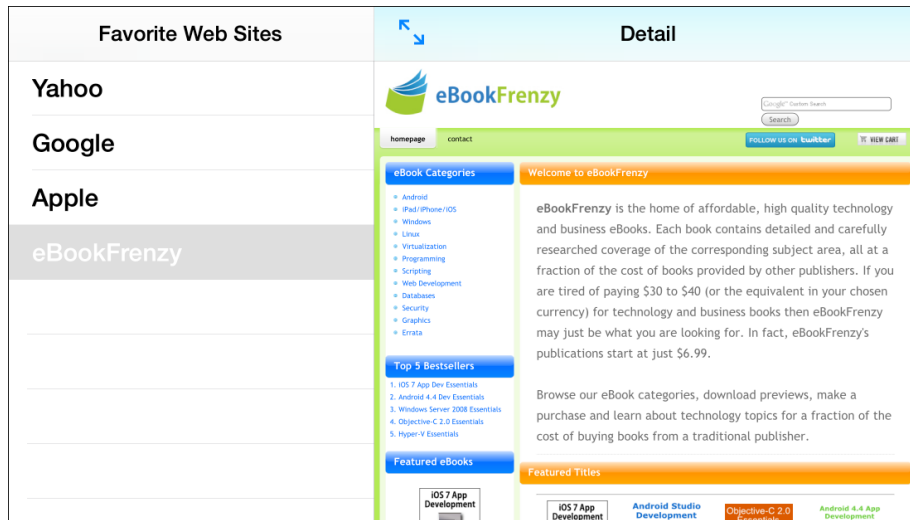 Favorite Web Sites
Yahoo
Google
Apple
eBookFrenzy
Detail
eBookFrenzy
Google™ Custom Search
Search
homepage
contact
FOLLOW US ON twitter
VIEW CART
eBook Categories
Android
iPad/iPhone/iOS
Windows
Linux
Virtualization
Programming
Scripting
Web Development
Databases
Security
Graphics
Errata
Top 5 Bestsellers
1. iOS 7 App Dev Essentials
2. Android 4.4 Dev Essentials
3. Windows Server 2008 Essentials
4. Objective-C 2.0 Essentials
5. Hyper-V Essentials
Featured eBooks
iOS 7 App
Development
Welcome to eBookFrenzy
eBookFrenzy is the home of affordable, high quality technology
and business eBooks. Each book contains detailed and carefully
researched coverage of the corresponding subject area, all at a
fraction of the cost of books provided by other publishers. If you
are tired of paying $30 to $40 (or the equivalent in your chosen
currency) for technology and business books then eBookFrenzy
may just be what you are looking for. In fact, eBookFrenzy's
publications start at just $6.99.
Browse our eBook categories, download previews, make a
purchase and learn about technology topics for a fraction of the
cost of buying books from a traditional publisher.
Featured Titles
iOS 7 App
Development
Android Studio
Development
Objective-C 2.0
Essentials
Android 4.4 App
Development